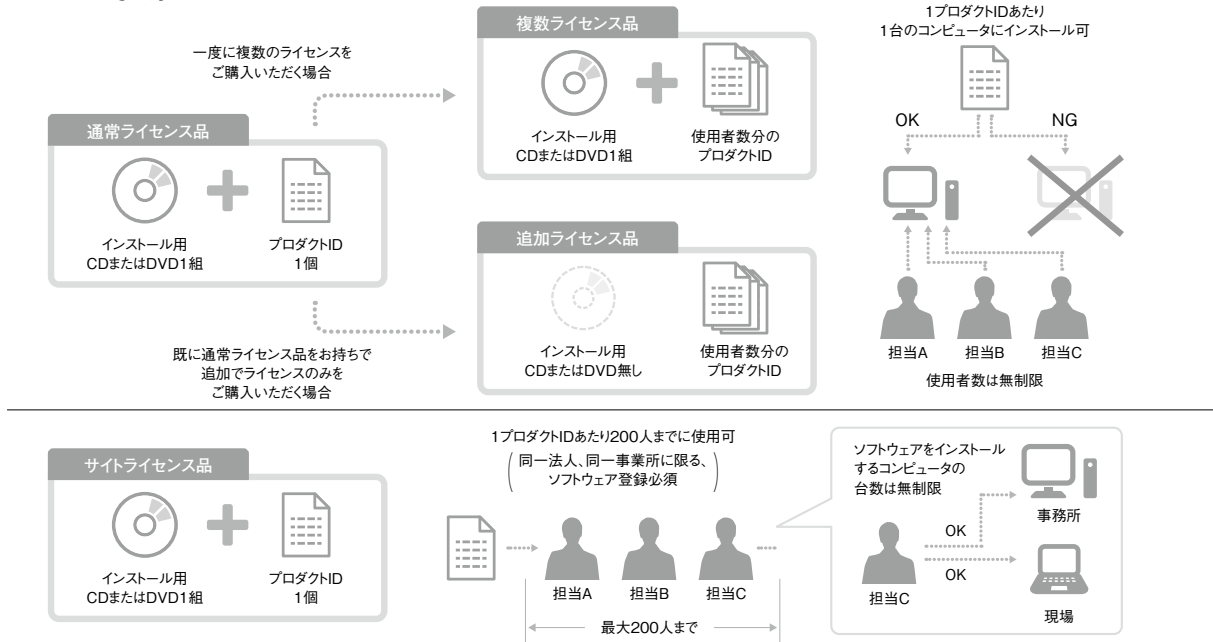 一度に複数のライセンスを
ご購入いただく場合
通常ライセンス品
インストール用
CDまたはDVD1組
プロダクトID
1個
既に通常ライセンス品をお持ちで
追加でライセンスのみを
ご購入いただく場合
複数ライセンス品
インストール用
CDまたはDVD1組
使用者数分の
プロダクトID
追加ライセンス品
インストール用
CDまたはDVD無し
使用者数分の
プロダクトID
1プロダクトIDあたり
1台のコンピュータにインストール可
OK
NG
担当A
担当B
担当C
使用者数は無制限
サイトライセンス品
インストール用
CDまたはDVD1組
プロダクトID
1個
1プロダクトIDあたり200人までに使用可
(同一法人、同一事業所に限る、
ソフトウェア登録必須)
担当A
担当B
担当C
最大200人まで
ソフトウェアをインストール
するコンピュータの
台数は無制限
担当C
OK
OK
事務所
現場